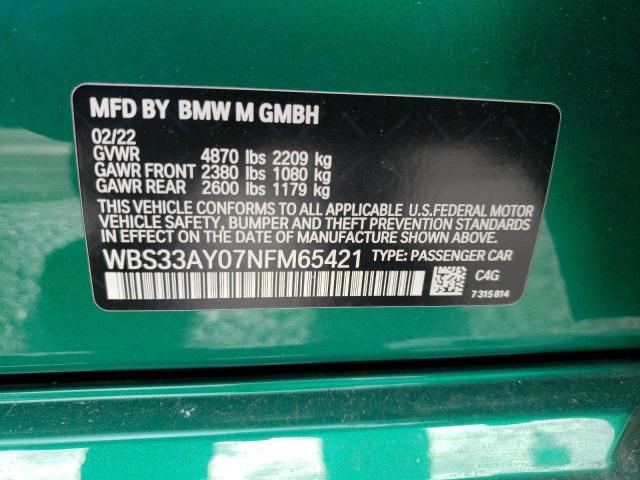 MFD BY BMW M GMBH
02/22
GVWR 4870 lbs 2209 kg
GAWR FRONT 2380 lbs 1080 kg
GAWR REAR 2600 lbs 1179 kg
THIS VEHICLE CONFORMS TO ALL APPLICABLE U.S.FEDERAL MOTOR
VEHICLE SAFETY, BUMPER AND THEFT PREVENTION STANDARDS
IN EFFECT ON THE DATE OF MANUFACTURE SHOWN ABOVE.
WBS33AY07NFM65421 TYPE: PASSENGER CAR
C4G
7315814